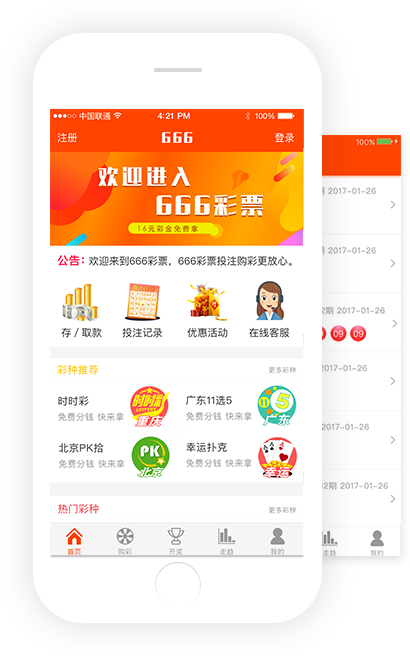 中国联通
4:21 PM
100%
注册
666
登录
欢迎进入
666彩票
16元彩金免费拿
公告：欢迎来到666彩票，666彩票投注购彩更放心。
存 / 取款
投注记录
优惠活动
在线客服
彩种推荐
更多彩种
时时彩
免费分钱 快来拿
时时彩
LOTTERY
重庆
广东11选5
免费分钱 快来拿
11
5
广东
北京PK拾
免费分钱 快来拿
PK
北京
幸运扑克
免费分钱 快来拿
A
A
幸运
热门彩种
更多彩种
首页
购彩
开奖
走趋
我的
100%
期 2017-01-26
期 2017-01-26
2期 2017-01-26
09
09
2017-01-26
2017-01-26
2期 2017-01-26
走趋
我的